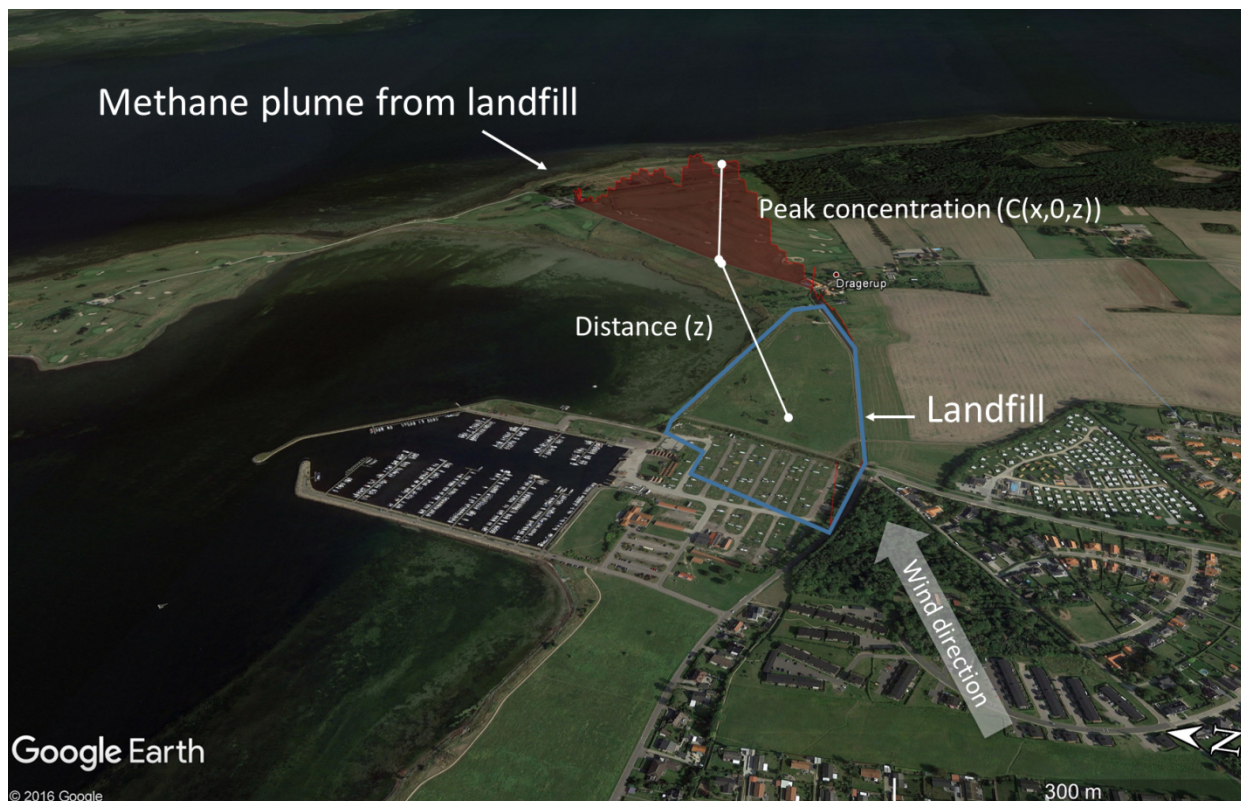 Methane plume from landfill
Peak concentration (C(x,0,z))
Dragerup
Distance (z)
Landfill
Wind direction
N
Google Earth
© 2016 Google
300 m